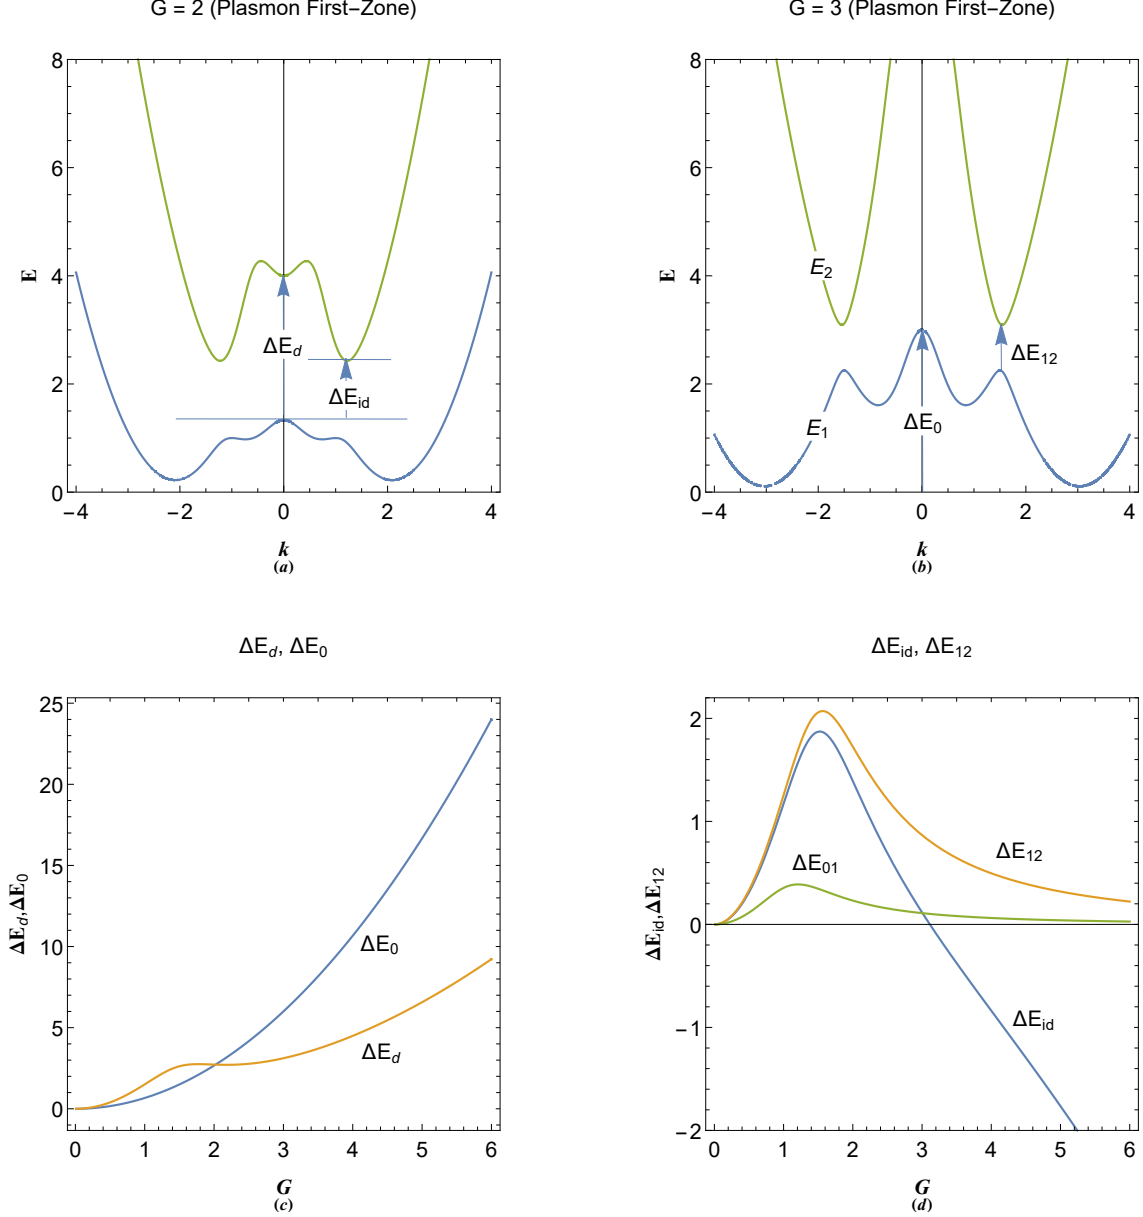 G = 2 (Plasmon First−Zone)
8
6
4
2
0
E
ΔE_d
ΔE_id
−4 −2 0 2 4
k
(a)
G = 3 (Plasmon First−Zone)
8
6
4
2
0
E
E_2
E_1
ΔE_0
ΔE_12
−4 −2 0 2 4
k
(b)
ΔE_d, ΔE_0
25
20
15
10
5
0
ΔE_d,ΔE_0
ΔE_0
ΔE_d
0 1 2 3 4 5 6
G
(c)
ΔE_id, ΔE_12
2
1
0
−1
−2
ΔE_id,ΔE_12
ΔE_12
ΔE_01
ΔE_id
0 1 2 3 4 5 6
G
(d)